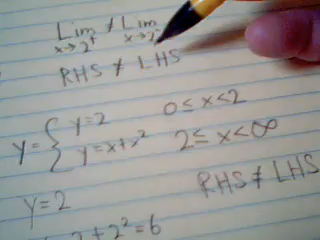 Lim x→2⁺ ≠ Lim x→2⁻
RHS ≠ LHS
y = { y = 2 0 ≤ x < 2
y = x + x² 2 ≤ x < ∞
y = 2
RHS ≠ LHS
2 + 2² = 6